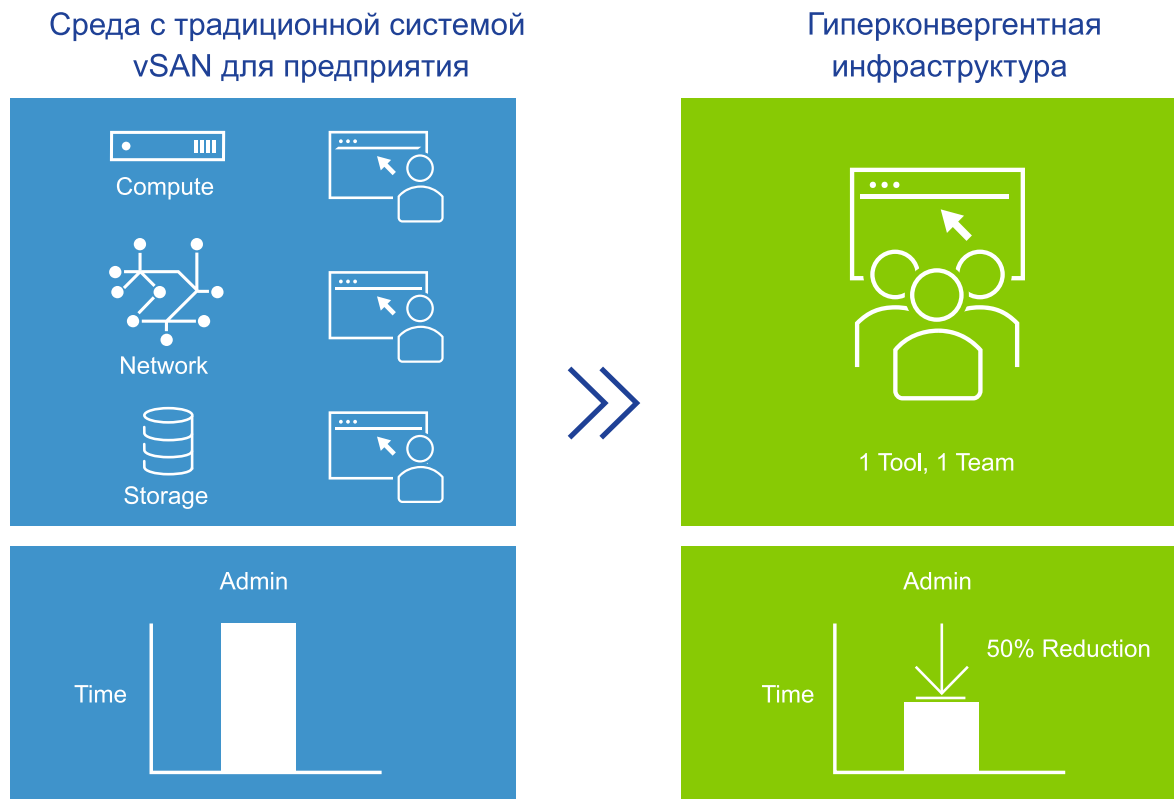 Среда с традиционной системой
vSAN для предприятия
Compute
Network
Storage
Admin
Time
Гиперконвергентная
инфраструктура
1 Tool, 1 Team
Admin
50% Reduction
Time